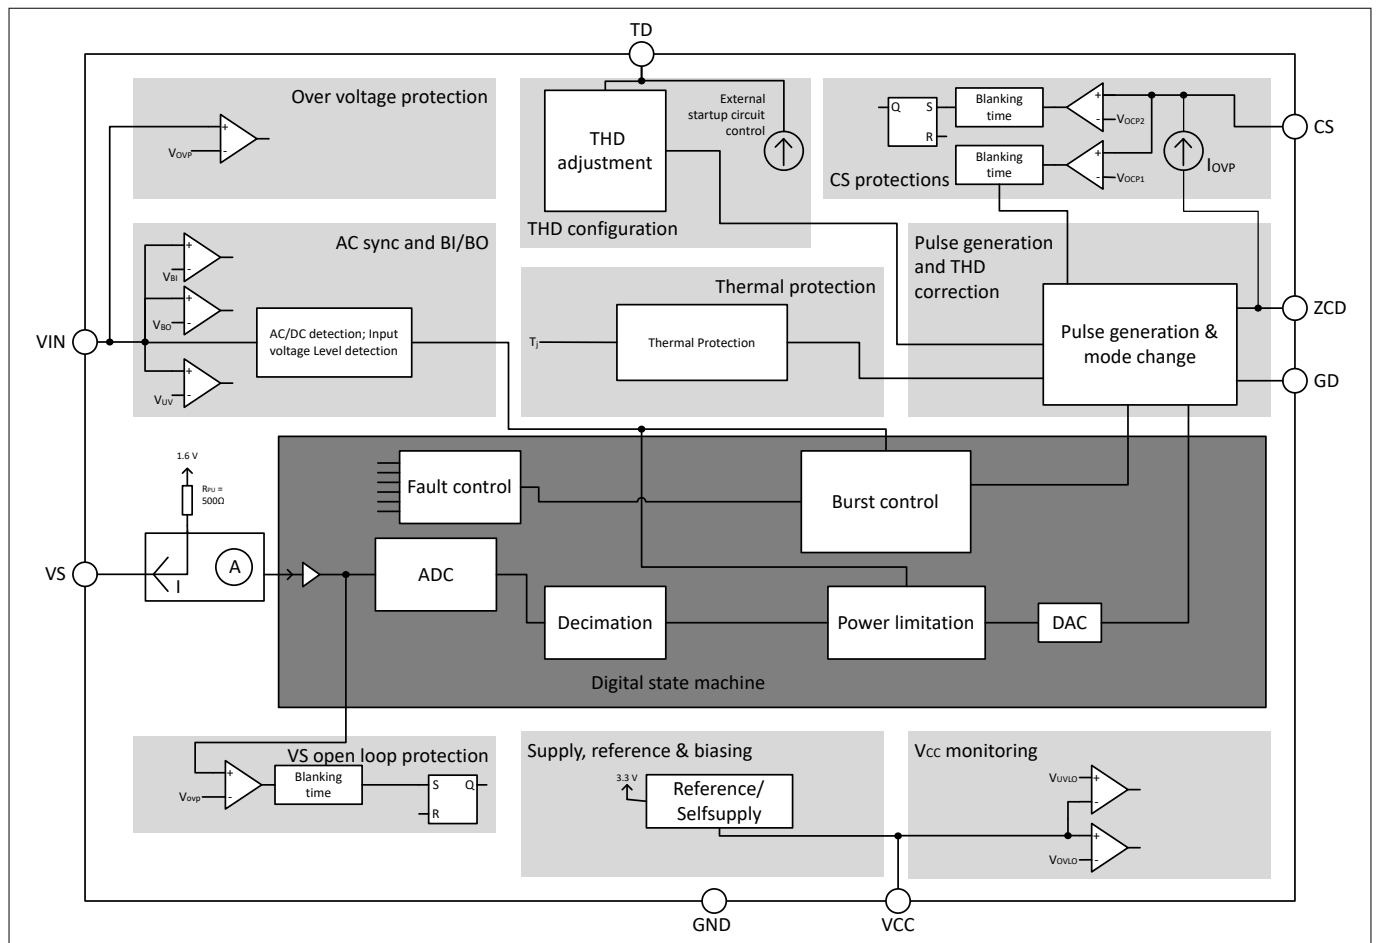 TD
Over voltage protection
+
VOVP
-
External
startup circuit
control
THD
adjustment
THD configuration
Q
S
R
Blanking
time
+
-
VOCP2
Blanking
time
+
-
VOCP1
IOVP
CS protections
CS
AC sync and BI/BO
+
VBI
-
+
VBO
-
AC/DC detection; Input
voltage Level detection
+
VUV
-
VIN
Thermal protection
Tj
Thermal Protection
Pulse generation
and THD
correction
Pulse generation &
mode change
ZCD
GD
1.6 V
RPU =
500Ω
VS
I
A
Fault control
Burst control
ADC
Decimation
Power limitation
DAC
Digital state machine
VS open loop protection
+
Vovp
-
Blanking
time
S
Q
R
Supply, reference & biasing
3.3 V
Reference/
Selfsupply
VCC monitoring
VUVLO
+
-
+
VOVLO
-
GND
VCC